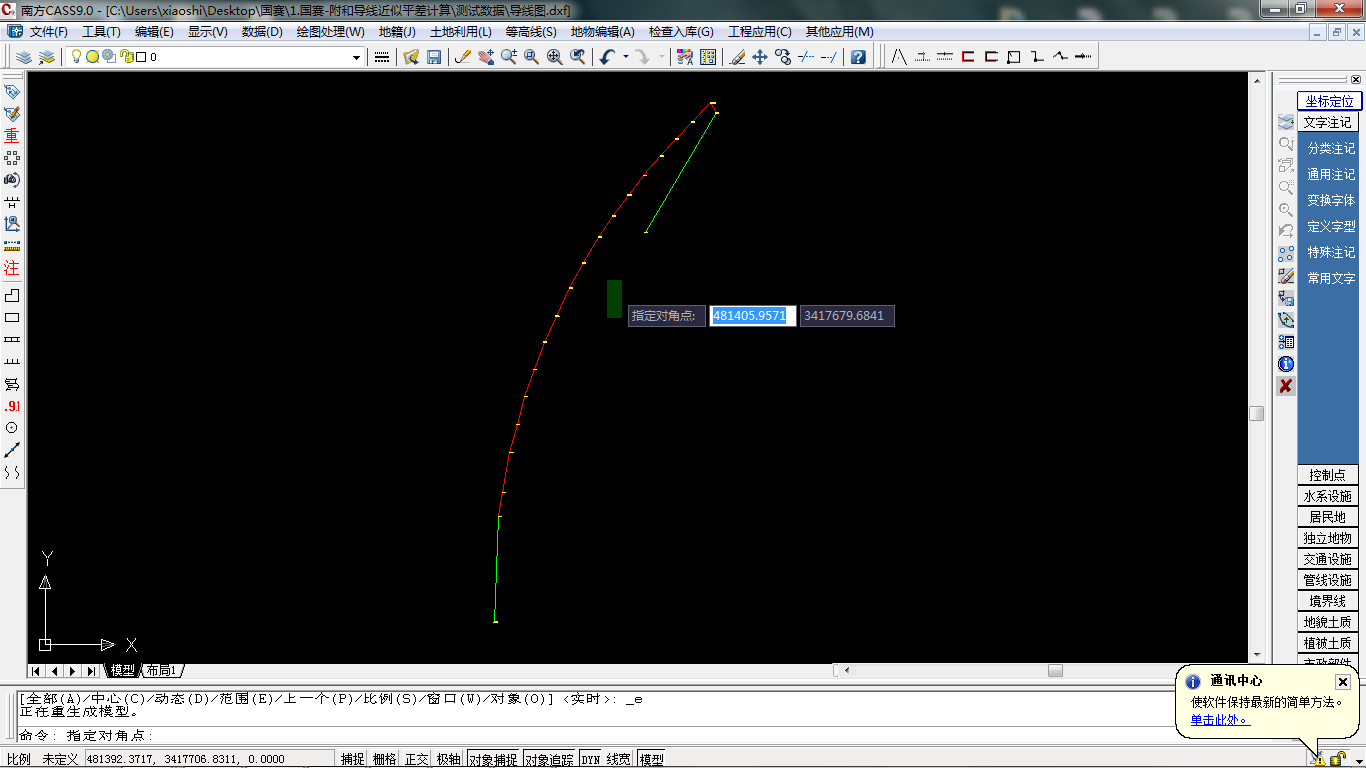 南方CASS9.0 - [C:\Users\xiaoshi\Desktop\国赛\1.国赛-附和导线近似平差计算\测试数据\导线图.dxf]
文件(F) 工具(T) 编辑(E) 显示(V) 数据(D) 绘图处理(W) 地籍(J) 土地利用(L) 等高线(S) 地物编辑(A) 检查入库(G) 工程应用(C) 其他应用(M)
0
坐标定位
文字注记
分类注记
通用注记
变换字体
定义字型
特殊注记
常用文字
重
注
.91
指定对角点: 481405.9571 3417679.6841
控制点
水系设施
居民地
独立地物
交通设施
管线设施
境界线
地貌土质
植被土质
市政部件
Y
X
模型 布局1
[全部(A)/中心(C)/动态(D)/范围(E)/上一个(P)/比例(S)/窗口(W)/对象(O)] <实时>: _e
正在重生成模型。
命令: 指定对角点:
通讯中心
使软件保持最新的简单方法。
单击此处。
比例 未定义 481392.3717, 3417706.8311, 0.0000 捕捉 栅格 正交 极轴 对象捕捉 对象追踪 DYN 线宽 模型